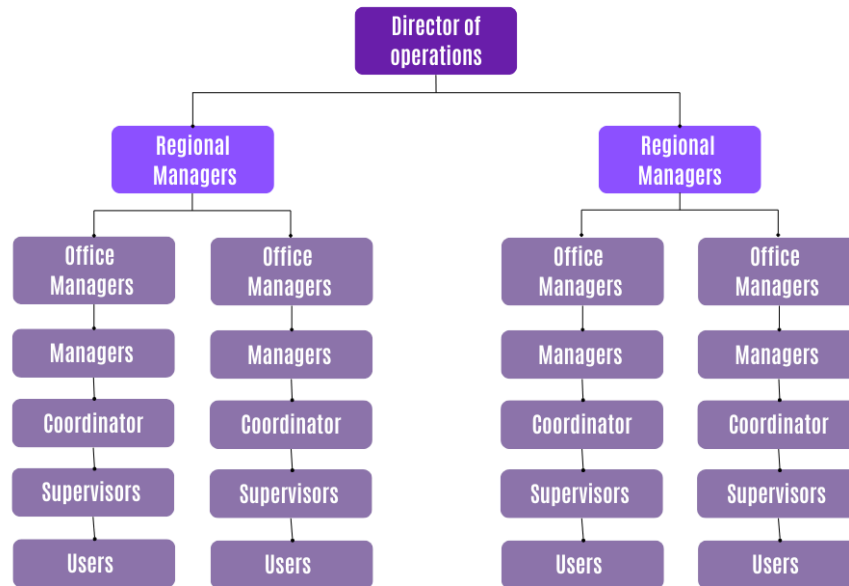 Director of
operations
Regional
Managers
Regional
Managers
Office
Managers
Office
Managers
Office
Managers
Office
Managers
Managers
Managers
Managers
Managers
Coordinator
Coordinator
Coordinator
Coordinator
Supervisors
Supervisors
Supervisors
Supervisors
Users
Users
Users
Users